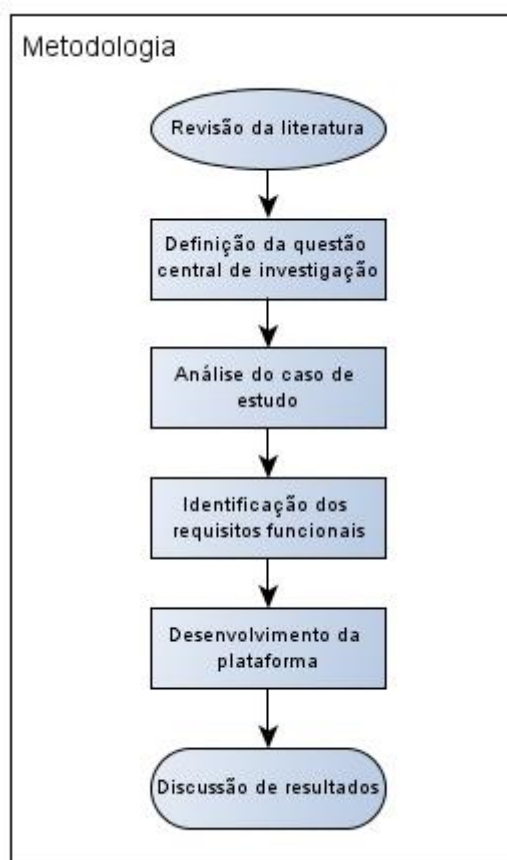 Metodologia
Revisão da literatura
Definição da questão
central de investigação
Análise do caso de
estudo
Identificação dos
requisitos funcionais
Desenvolvimento da
plataforma
Discussão de resultados